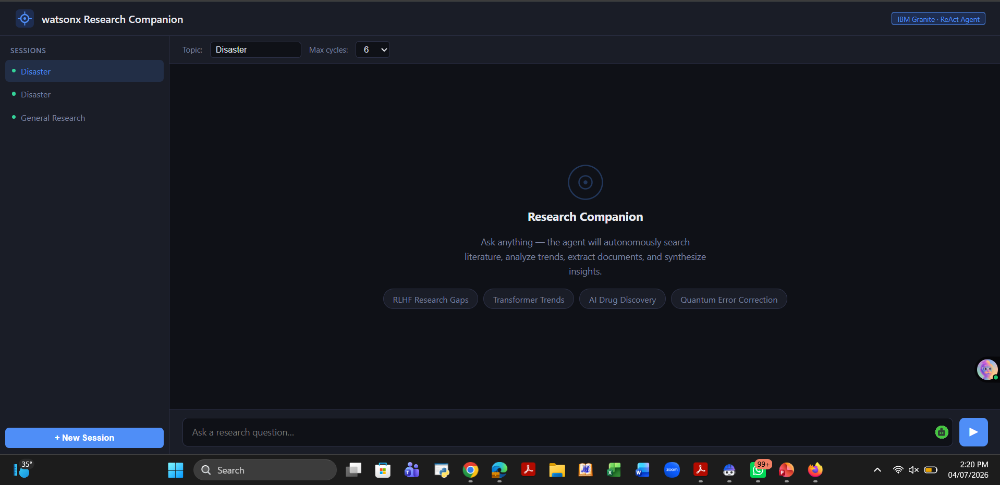 watsonx Research Companion
IBM Granite · ReAct Agent
SESSIONS
Disaster
Disaster
General Research
+ New Session
Topic:
Disaster
Max cycles:
6
Research Companion
Ask anything — the agent will autonomously search
literature, analyze trends, extract documents, and synthesize
insights.
RLHF Research Gaps
Transformer Trends
AI Drug Discovery
Quantum Error Correction
Ask a research question...
35°
Search
zoom
99+
2:20 PM
04/07/2026